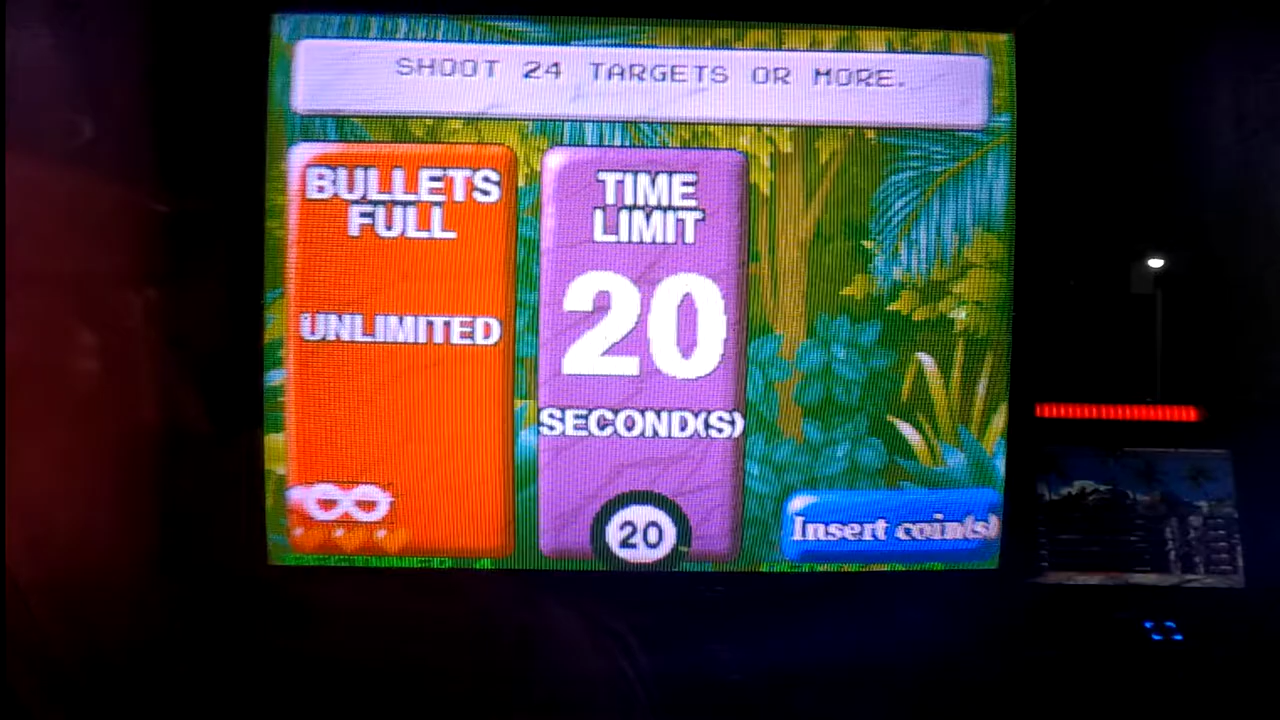 SHOOT 24 TARGETS OR MORE.
BULLETS
FULL
UNLIMITED
TIME
LIMIT
20
SECOND(S)
20
Insert coin(s)